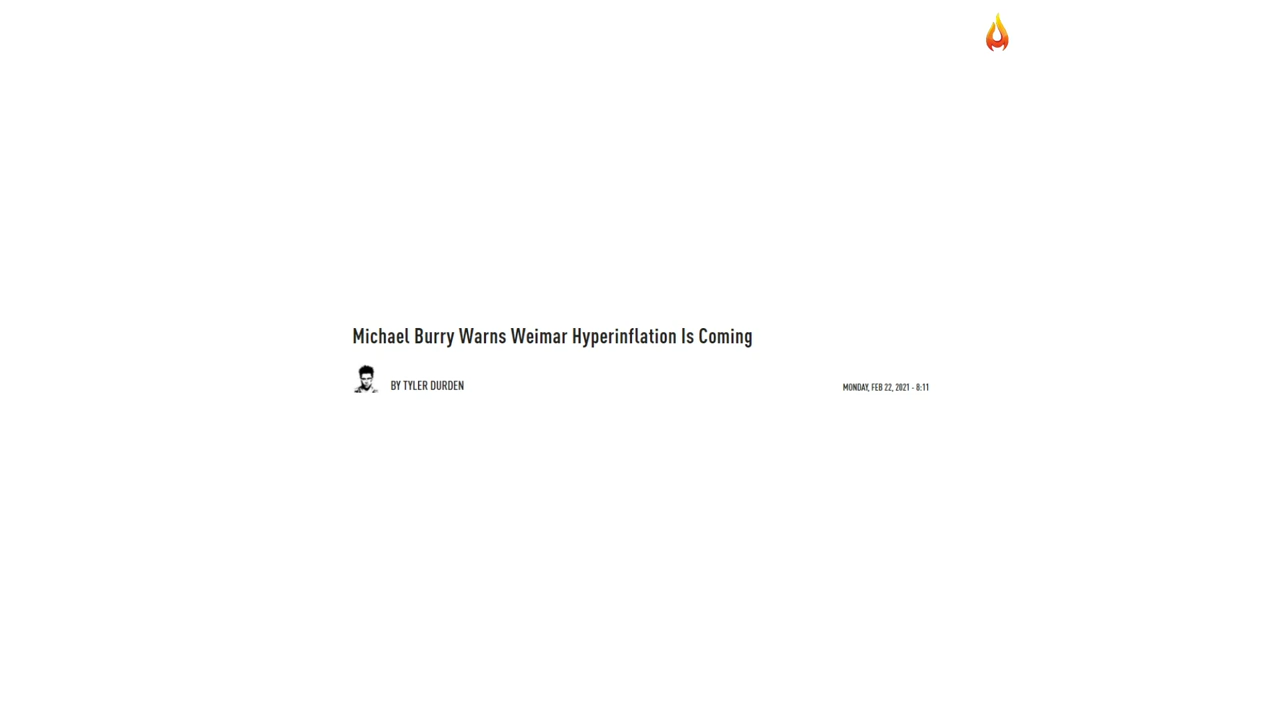 Michael Burry Warns Weimar Hyperinflation Is Coming
BY TYLER DURDEN
MONDAY, FEB 22, 2021 - 8:11